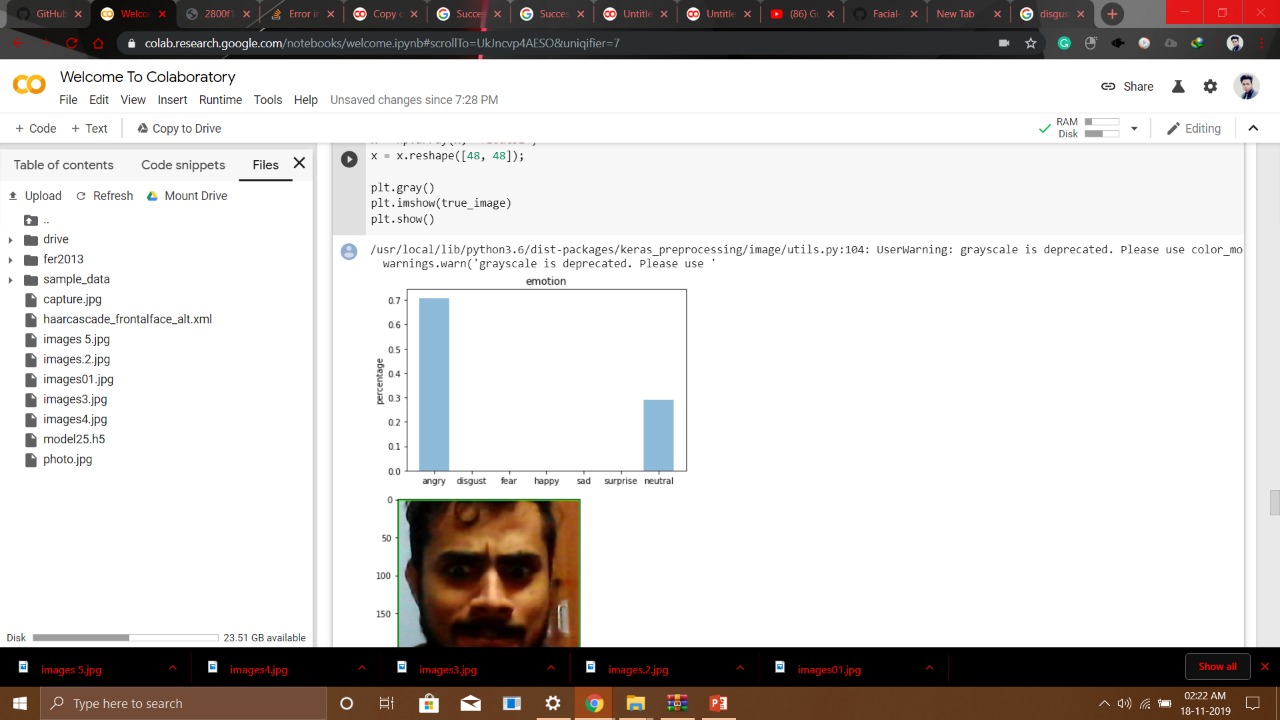 GitHub
Welco
2800f1
Error in
Copy o
Succes
Succes
Untitle
Untitle
(86) Gu
Facial-
New Tab
disgus
colab.research.google.com/notebooks/welcome.ipynb#scrollTo=UkJncvp4AESO&uniqifier=7
Welcome To Colaboratory
File Edit View Insert Runtime Tools Help Unsaved changes since 7:28 PM
Share
+ Code + Text Copy to Drive
RAM
Disk
Editing
Table of contents Code snippets Files
Upload Refresh Mount Drive
..
drive
fer2013
sample_data
capture.jpg
haarcascade_frontalface_alt.xml
images 5.jpg
images.2.jpg
images01.jpg
images3.jpg
images4.jpg
model25.h5
photo.jpg
Disk 23.51 GB available
x = x.reshape([48, 48]);
plt.gray()
plt.imshow(true_image)
plt.show()
/usr/local/lib/python3.6/dist-packages/keras_preprocessing/image/utils.py:104: UserWarning: grayscale is deprecated. Please use color_mo
warnings.warn('grayscale is deprecated. Please use '
emotion
percentage
0.7
0.6
0.5
0.4
0.3
0.2
0.1
0.0
angry disgust fear happy sad surprise neutral
0
50
100
150
images 5.jpg images4.jpg images3.jpg images.2.jpg images01.jpg Show all
Type here to search
02:22 AM
18-11-2019